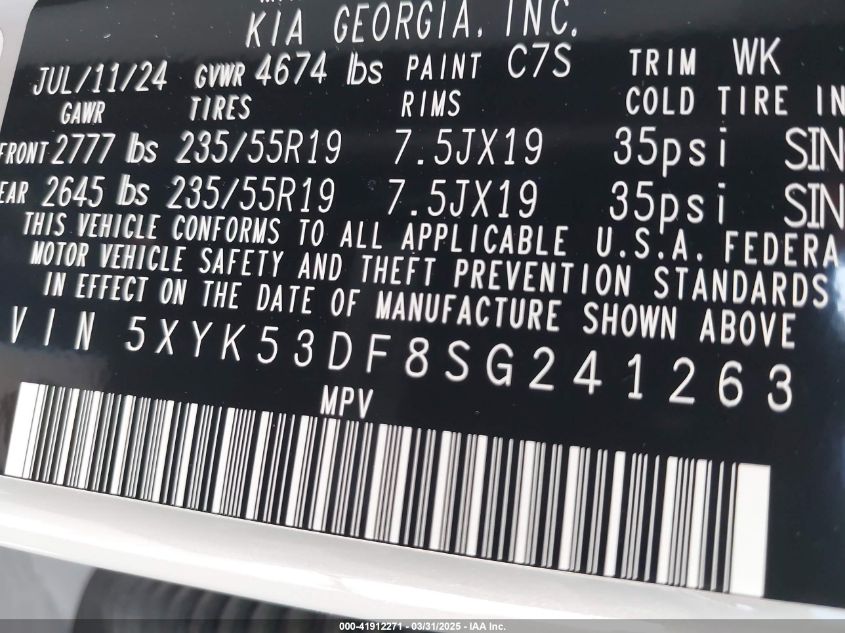 KIA GEORGIA, INC.
JUL/11/24 GVWR 4674 lbs PAINT C7S TRIM WK
GAWR TIRES RIMS COLD TIRE IN
FRONT 2777 lbs 235/55R19 7.5JX19 35psi SIN
EAR 2645 lbs 235/55R19 7.5JX19 35psi SIN
THIS VEHICLE CONFORMS TO ALL APPLICABLE U.S.A. FEDERA
MOTOR VEHICLE SAFETY AND THEFT PREVENTION STANDARDS
IN EFFECT ON THE DATE OF MANUFACTURE SHOWN ABOVE
VIN 5XYK53DF8SG241263
MPV
000-41912271 - 03/31/2025 - IAA Inc.